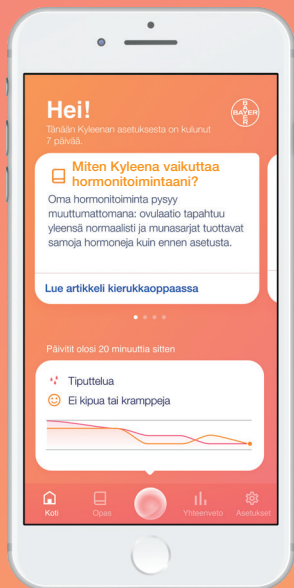 Hei!
BAYER
BAYER
Tänään Kyleenan asetuksesta on kulunut
7 päivää.
Miten Kyleena vaikuttaa
hormonitoimintaani?
Oma hormonitoiminta pysyy
muuttumattomana: ovulaatio tapahtuu
yleensä normaalisti ja munasarjat tuottavat
samoja hormoneja kuin ennen asetusta.
Lue artikkeli kierukkaoppaassa
Päivitit olosi 20 minuuttia sitten
Tiputtelua
Ei kipua tai kramppeja
Koti
Opas
Yhteenveto
Asetukset